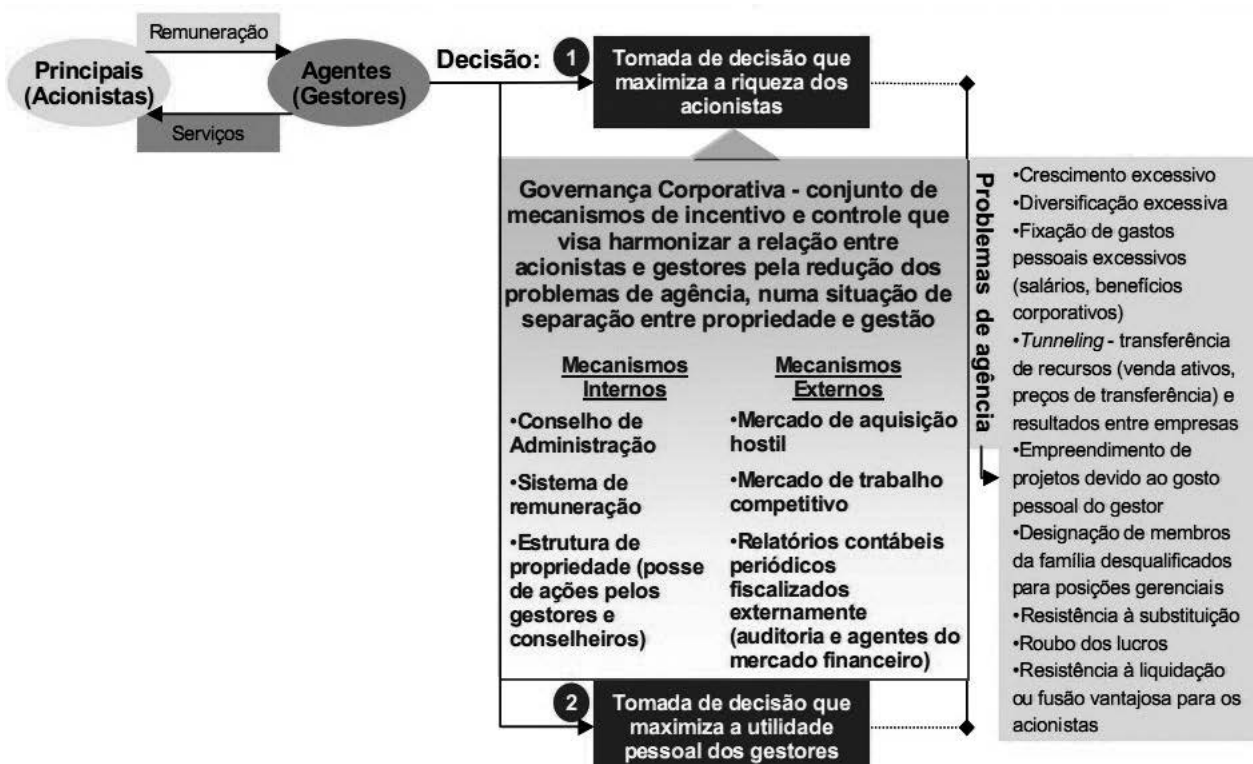 Remuneração
Principais
(Acionistas)
Agentes
(Gestores)
Serviços
Decisão:
1
Tomada de decisão que
maximiza a riqueza dos
acionistas
Governança Corporativa - conjunto de
mecanismos de incentivo e controle que
visa harmonizar a relação entre
acionistas e gestores pela redução dos
problemas de agência, numa situação de
separação entre propriedade e gestão
Mecanismos
Internos
•Conselho de
Administração
•Sistema de
remuneração
•Estrutura de
propriedade (posse
de ações pelos
gestores e
conselheiros)
Mecanismos
Externos
•Mercado de aquisição
hostil
•Mercado de trabalho
competitivo
•Relatórios contábeis
periódicos
fiscalizados
externamente
(auditoria e agentes do
mercado financeiro)
2
Tomada de decisão que
maximiza a utilidade
pessoal dos gestores
Problemas de agência
•Crescimento excessivo
•Diversificação excessiva
•Fixação de gastos
pessoais excessivos
(salários, benefícios
corporativos)
•Tunneling - transferência
de recursos (venda ativos,
preços de transferência) e
resultados entre empresas
•Empreendimento de
projetos devido ao gosto
pessoal do gestor
•Designação de membros
da família desqualificados
para posições gerenciais
•Resistência à substituição
•Roubo dos lucros
•Resistência à liquidação
ou fusão vantajosa para os
acionistas